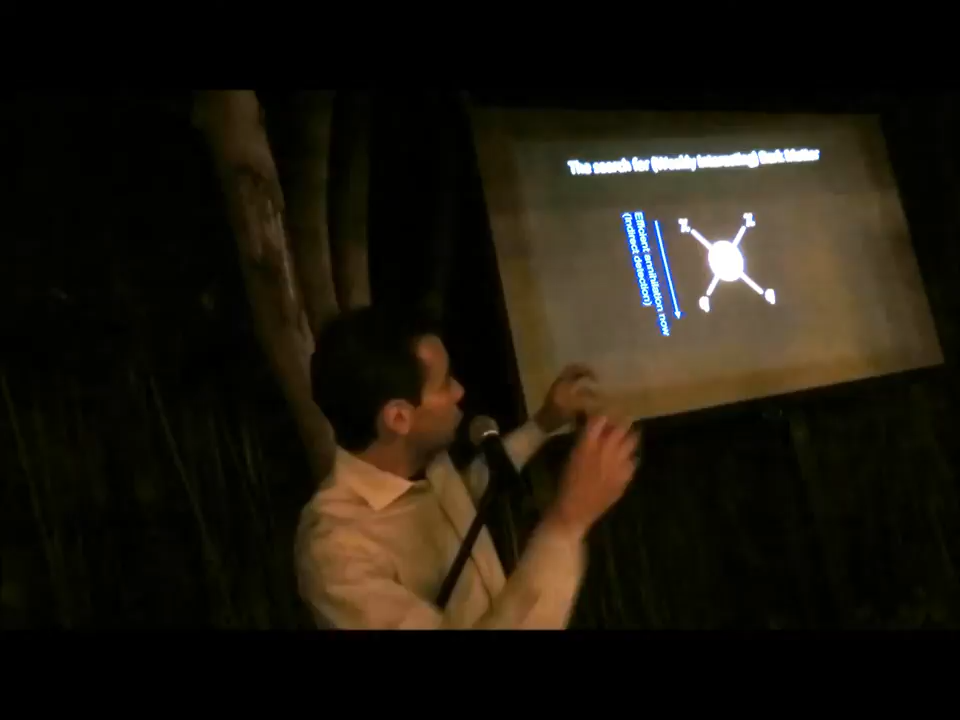 The search for (Weakly Interacting) Dark Matter
χ χ
Efficient annihilation now
(Indirect detection)
q q